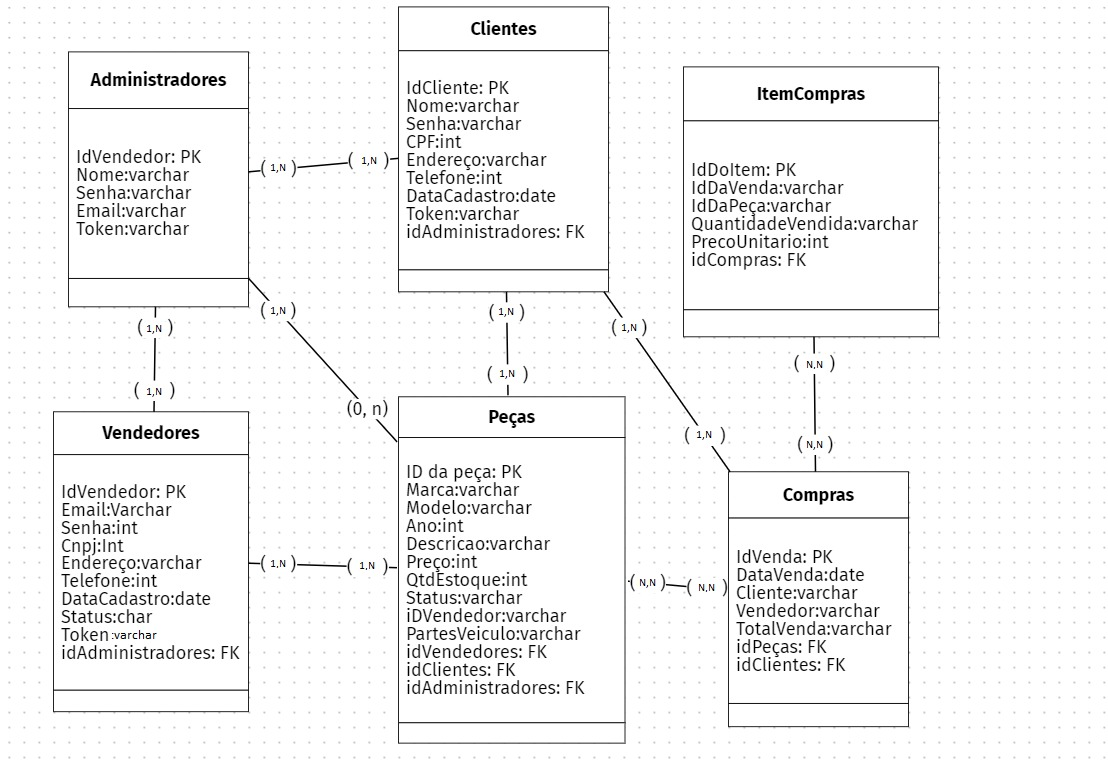 Clientes
IdCliente: PK
Nome:varchar
Senha:varchar
CPF:int
Endereço:varchar
Telefone:int
DataCadastro:date
Token:varchar
idAdministradores: FK
Administradores
IdVendedor: PK
Nome:varchar
Senha:varchar
Email:varchar
Token:varchar
ItemCompras
IdDoItem: PK
IdDaVenda:varchar
IdDaPeça:varchar
QuantidadeVendida:varchar
PrecoUnitario:int
idCompras: FK
( 1,N )
( 1,N )
( 1,N )
( 1,N )
( 1,N )
(0, n)
( 1,N )
( 1,N )
( 1,N )
( 1,N )
( N,N )
( N,N )
Vendedores
IdVendedor: PK
Email:Varchar
Senha:int
Cnpj:Int
Endereço:varchar
Telefone:int
DataCadastro:date
Status:char
Token:varchar
idAdministradores: FK
( 1,N )
( 1,N )
Peças
ID da peça: PK
Marca:varchar
Modelo:varchar
Ano:int
Descricao:varchar
Preço:int
QtdEstoque:int
Status:varchar
iDVendedor:varchar
PartesVeiculo:varchar
idVendedores: FK
idClientes: FK
idAdministradores: FK
( N,N )
( N,N )
Compras
IdVenda: PK
DataVenda:date
Cliente:varchar
Vendedor:varchar
TotalVenda:varchar
idPeças: FK
idClientes: FK